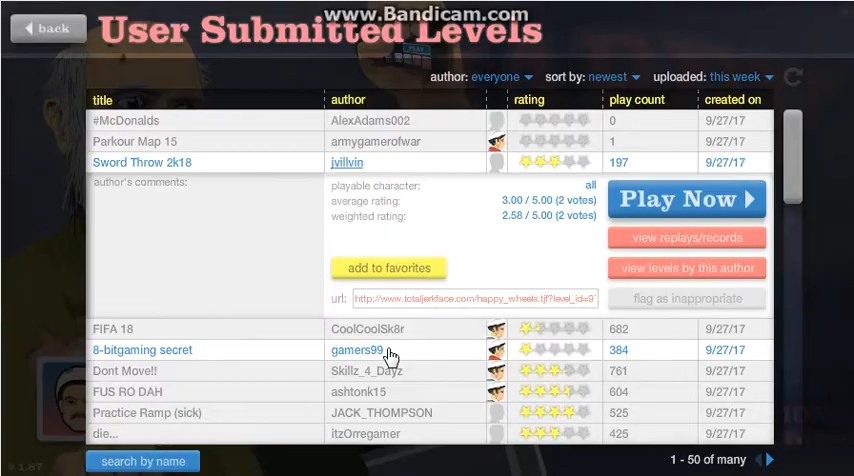 www.Bandicam.com
back
User Submitted Levels
author: everyone sort by: newest uploaded: this week
title author rating play count created on
#McDonalds AlexAdams002 0 9/27/17
Parkour Map 15 armygamerofwar 1 9/27/17
Sword Throw 2k18 jvillvin 197 9/27/17
author's comments:
playable character: all
average rating: 3.00 / 5.00 (2 votes)
weighted rating: 2.58 / 5.00 (2 votes)
Play Now
view replays/records
add to favorites
view levels by this author
url: http://www.totaljerkface.com/happy_wheels.tjf?level_id=9
flag as inappropriate
FIFA 18 CoolCoolSk8r 682 9/27/17
8-bitgaming secret gamers99 384 9/27/17
Dont Move!! Skillz_4_Dayz 761 9/27/17
FUS RO DAH ashtonk15 604 9/27/17
Practice Ramp (sick) JACK_THOMPSON 525 9/27/17
die... itzOrregamer 425 9/27/17
search by name
1 - 50 of many
v 1.87